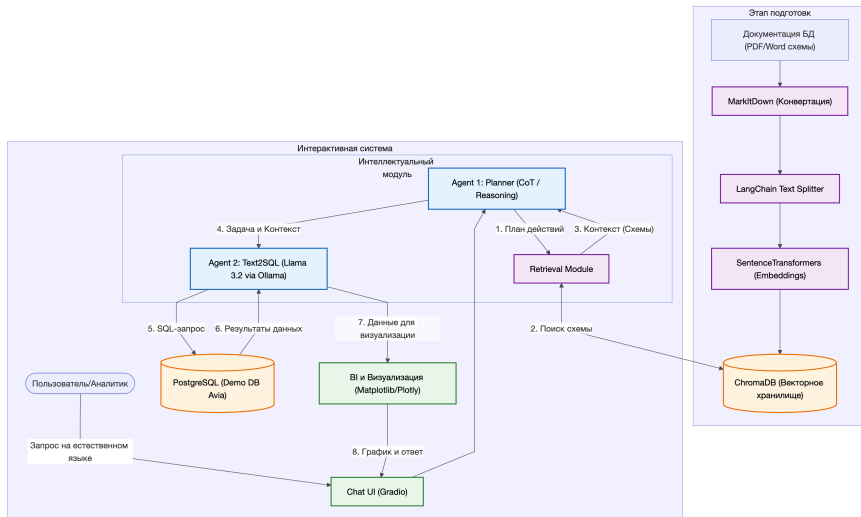 Этап подготовк
Документация БД
(PDF/Word схемы)
MarkItDown (Конвертация)
LangChain Text Splitter
SentenceTransformers
(Embeddings)
ChromaDB (Векторное
хранилище)
Интерактивная система
Интеллектуальный
модуль
Agent 1: Planner (CoT /
Reasoning)
4. Задача и Контекст
1. План действий
3. Контекст (Схемы)
Agent 2: Text2SQL (Llama
3.2 via Ollama)
Retrieval Module
5. SQL-запрос
6. Результаты данных
7. Данные для
визуализации
2. Поиск схемы
Пользователь/Аналитик
PostgreSQL (Demo DB
Avia)
BI и Визуализация
(Matplotlib/Plotly)
Запрос на естественном
языке
8. График и ответ
Chat UI (Gradio)